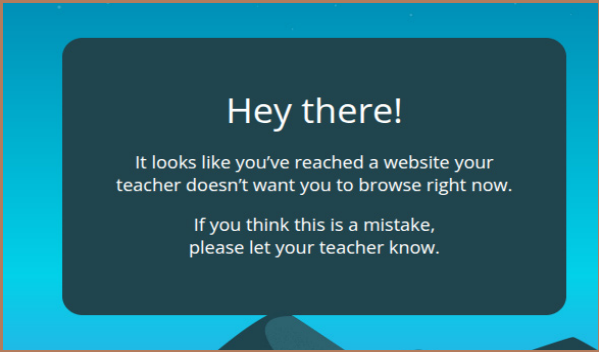 Hey there!
It looks like you’ve reached a website your
teacher doesn’t want you to browse right now.
If you think this is a mistake,
please let your teacher know.